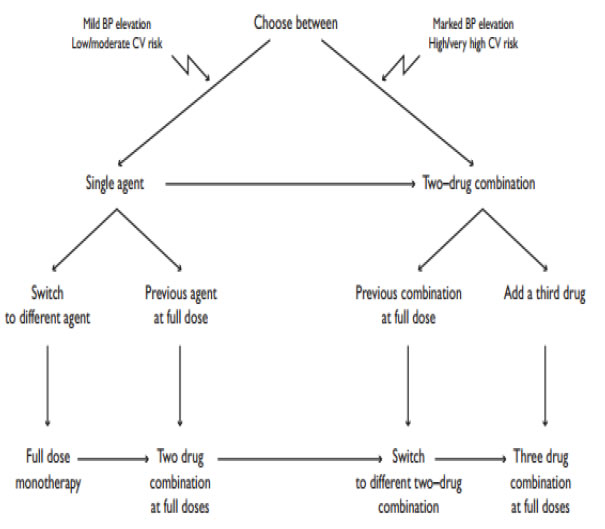 Mild BP elevation
Low/moderate CV risk
Choose between
Marked BP elevation
High/very high CV risk
Single agent
Two–drug combination
Switch
to different agent
Previous agent
at full dose
Previous combination
at full dose
Add a third drug
Full dose
monotherapy
Two drug
combination
at full doses
Switch
to different two–drug
combination
Three drug
combination
at full doses